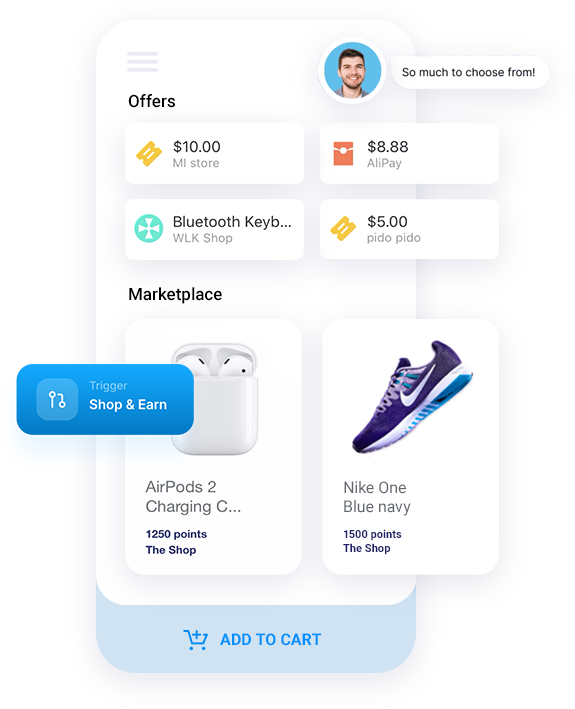 So much to choose from!
Offers
$10.00
MI store
$8.88
AliPay
Bluetooth Keyb...
WLK Shop
$5.00
pido pido
Marketplace
Trigger
Shop & Earn
AirPods 2
Charging C...
1250 points
The Shop
Nike One
Blue navy
1500 points
The Shop
ADD TO CART